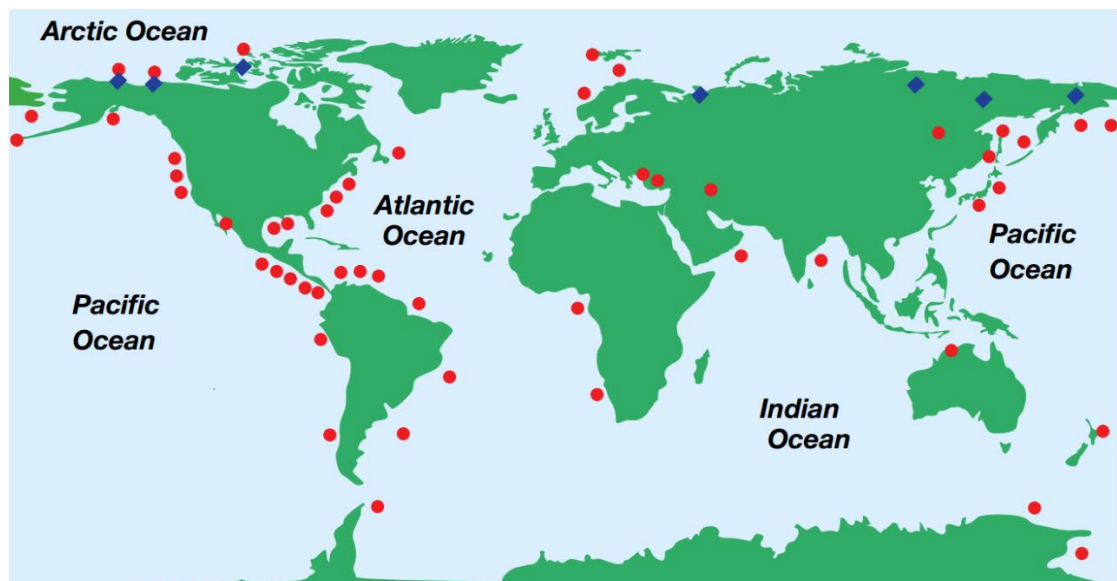 Arctic Ocean
Atlantic
Ocean
Pacific
Ocean
Pacific
Ocean
Indian
Ocean